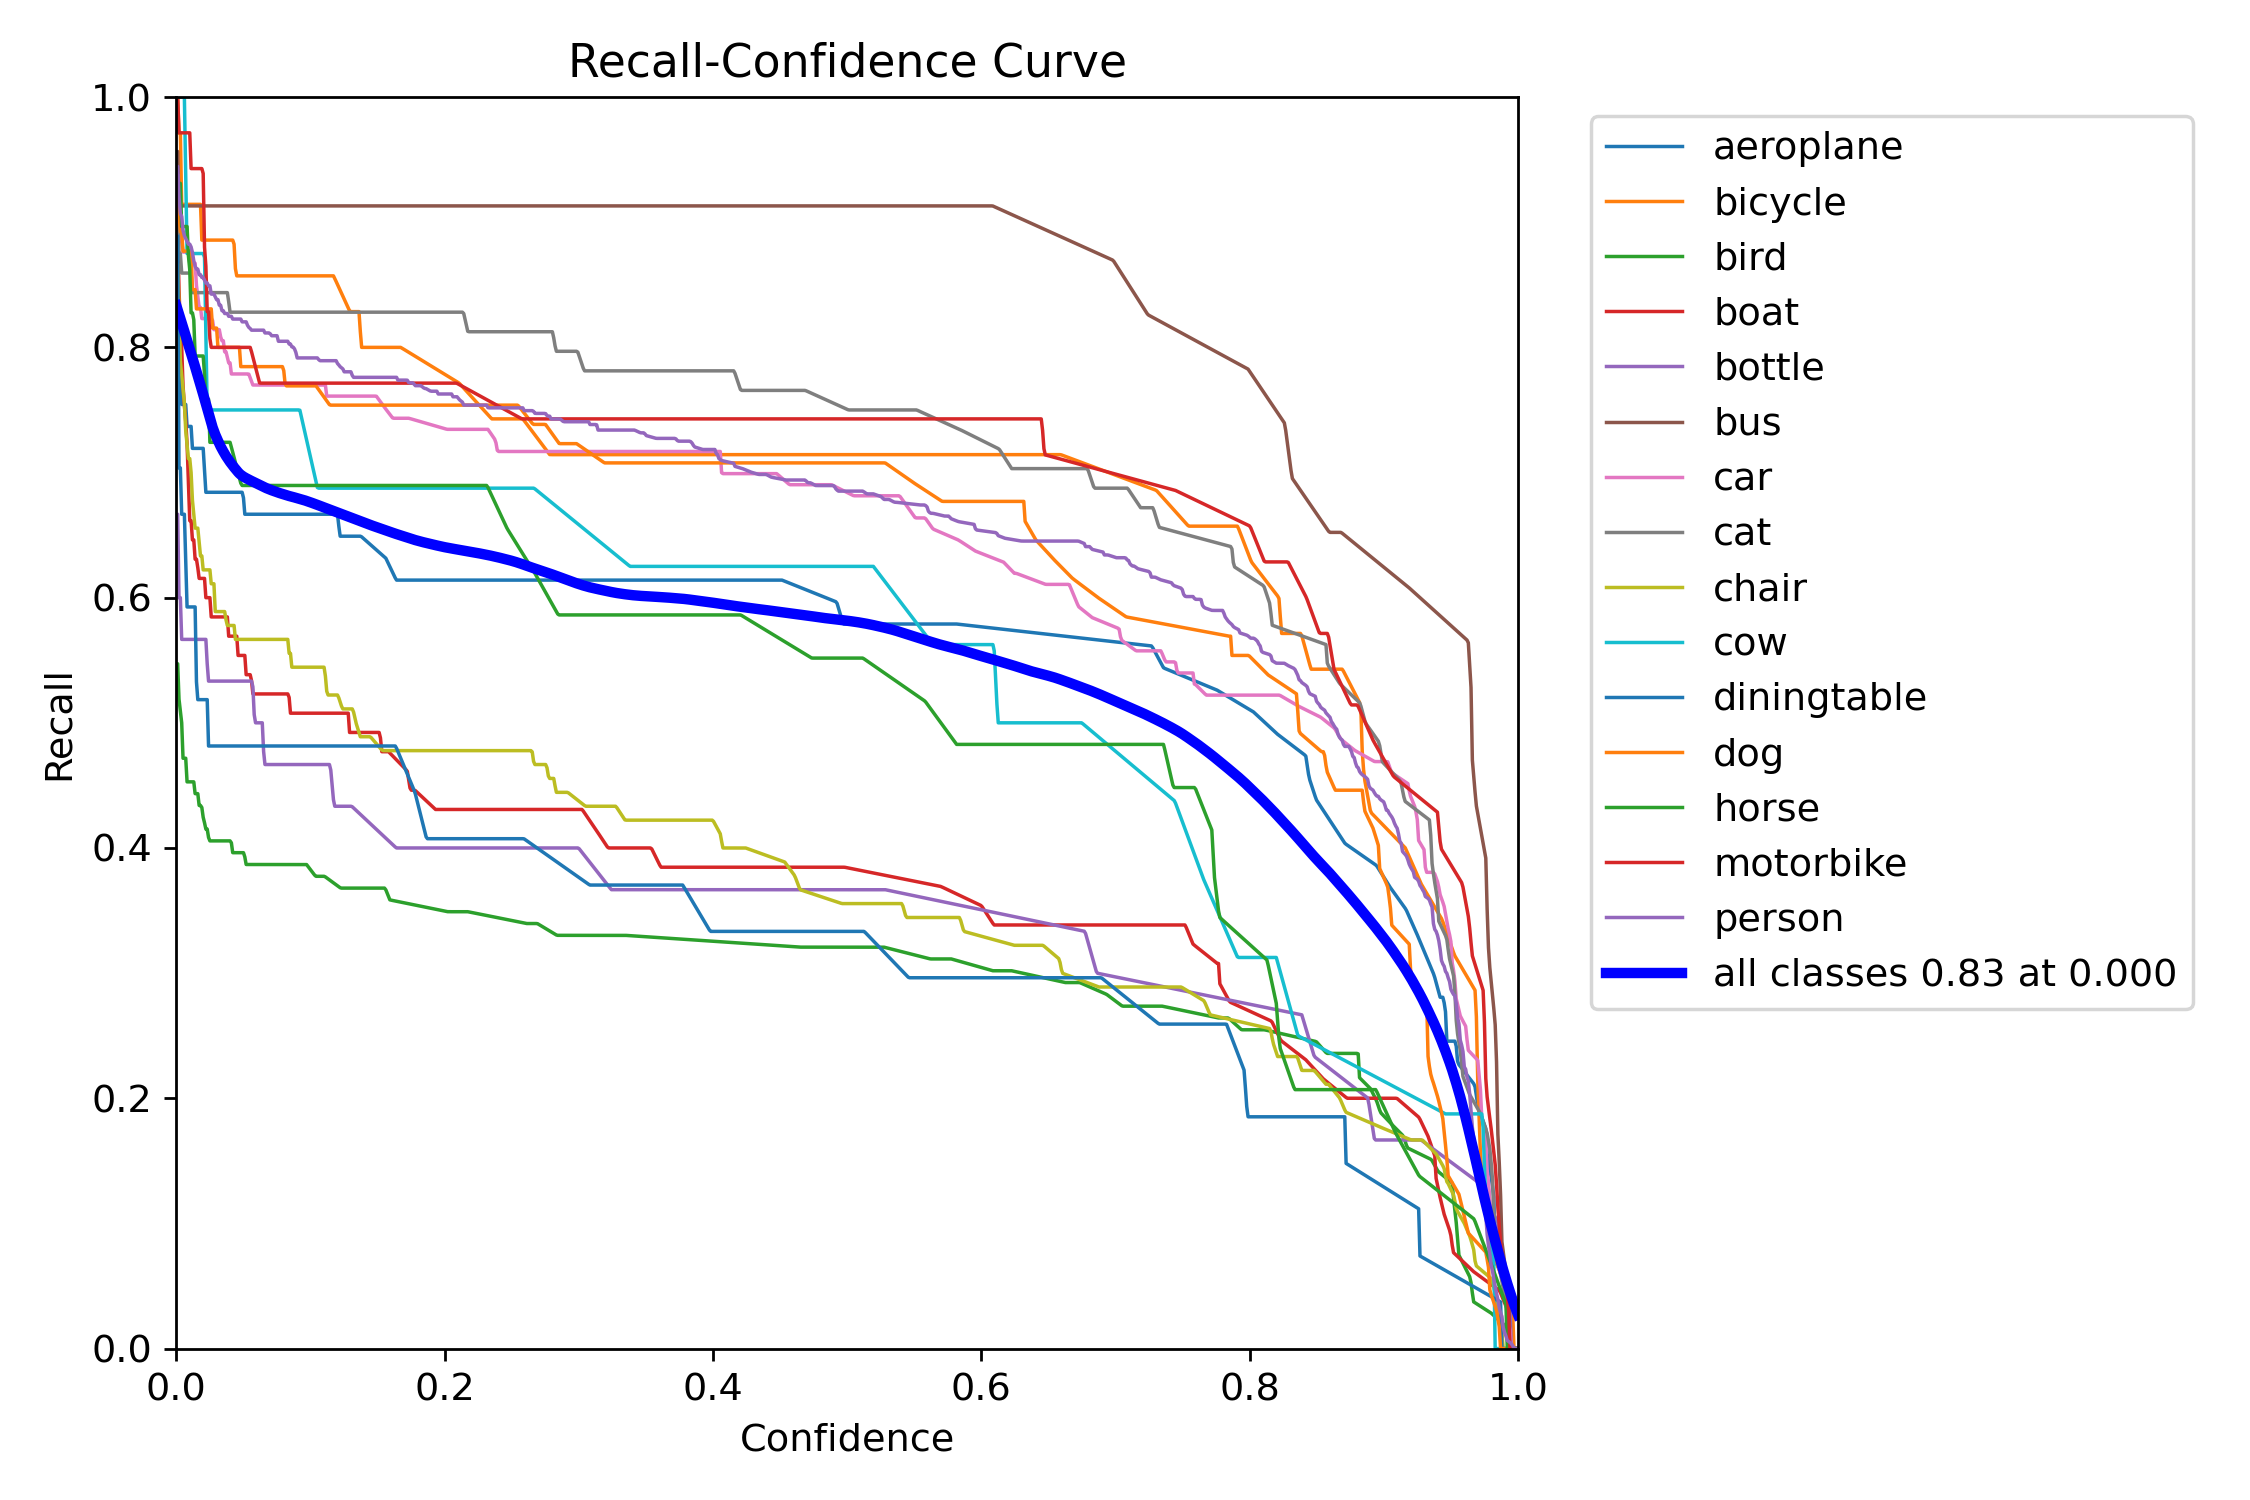 Recall-Confidence Curve
1.0
0.8
0.6
0.4
0.2
0.0
Recall
0.0 0.2 0.4 0.6 0.8 1.0
Confidence
aeroplane
bicycle
bird
boat
bottle
bus
car
cat
chair
cow
diningtable
dog
horse
motorbike
person
all classes 0.83 at 0.000